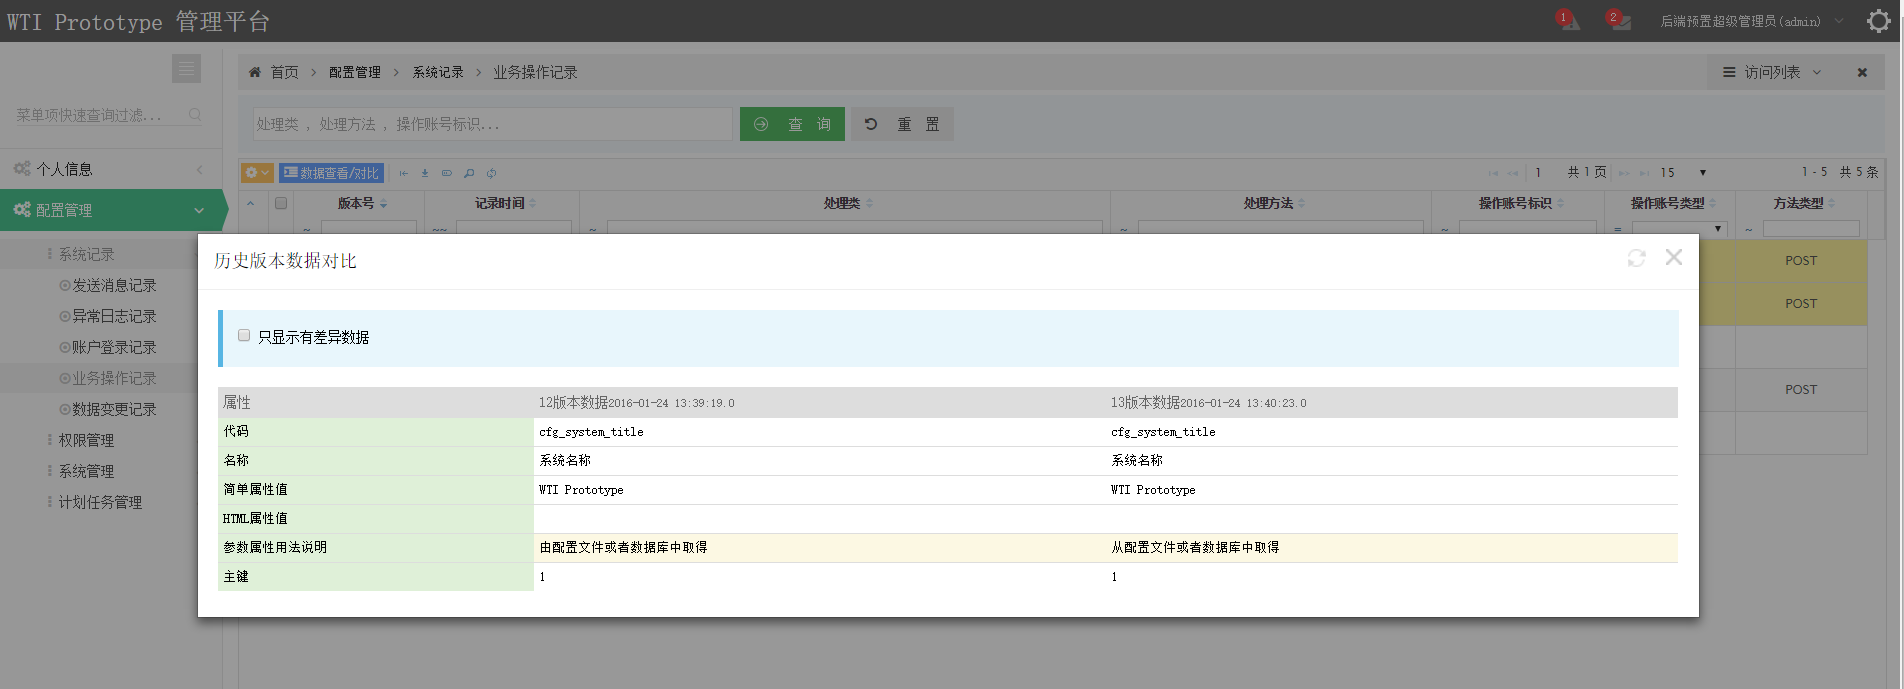 WTI Prototype 管理平台
1
2
后端预置超级管理员(admin)
首页 > 配置管理 > 系统记录 > 业务操作记录
访问列表
菜单项快速查询过滤...
处理类 , 处理方法 , 操作账号标识...
查 询
重 置
个人信息
数据查看/对比
1 共 1 页 15
1 - 5 共 5 条
配置管理
版本号 记录时间 处理类 处理方法 操作账号标识 操作账号类型 方法类型
~ ~~ ~ ~ ~ = ~
系统记录
发送消息记录
异常日志记录
账户登录记录
业务操作记录
数据变更记录
权限管理
系统管理
计划任务管理
POST
POST
POST
历史版本数据对比
只显示有差异数据
属性 12版本数据2016-01-24 13:39:19.0 13版本数据2016-01-24 13:40:23.0
代码 cfg_system_title cfg_system_title
名称 系统名称 系统名称
简单属性值 WTI Prototype WTI Prototype
HTML属性值
参数属性用法说明 由配置文件或者数据库中取得 从配置文件或者数据库中取得
主键 1 1